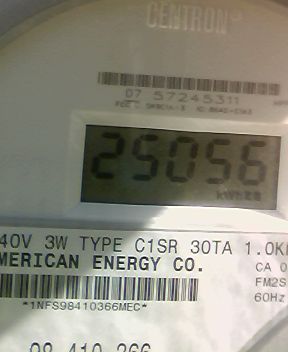 CENTRON®
07 57245311
25056
40V 3W TYPE C1SR 30TA 1.0K
MERICAN ENERGY CO.
CA 0
FM2S
60Hz
*1NFS98410366MEC*
98 410 366